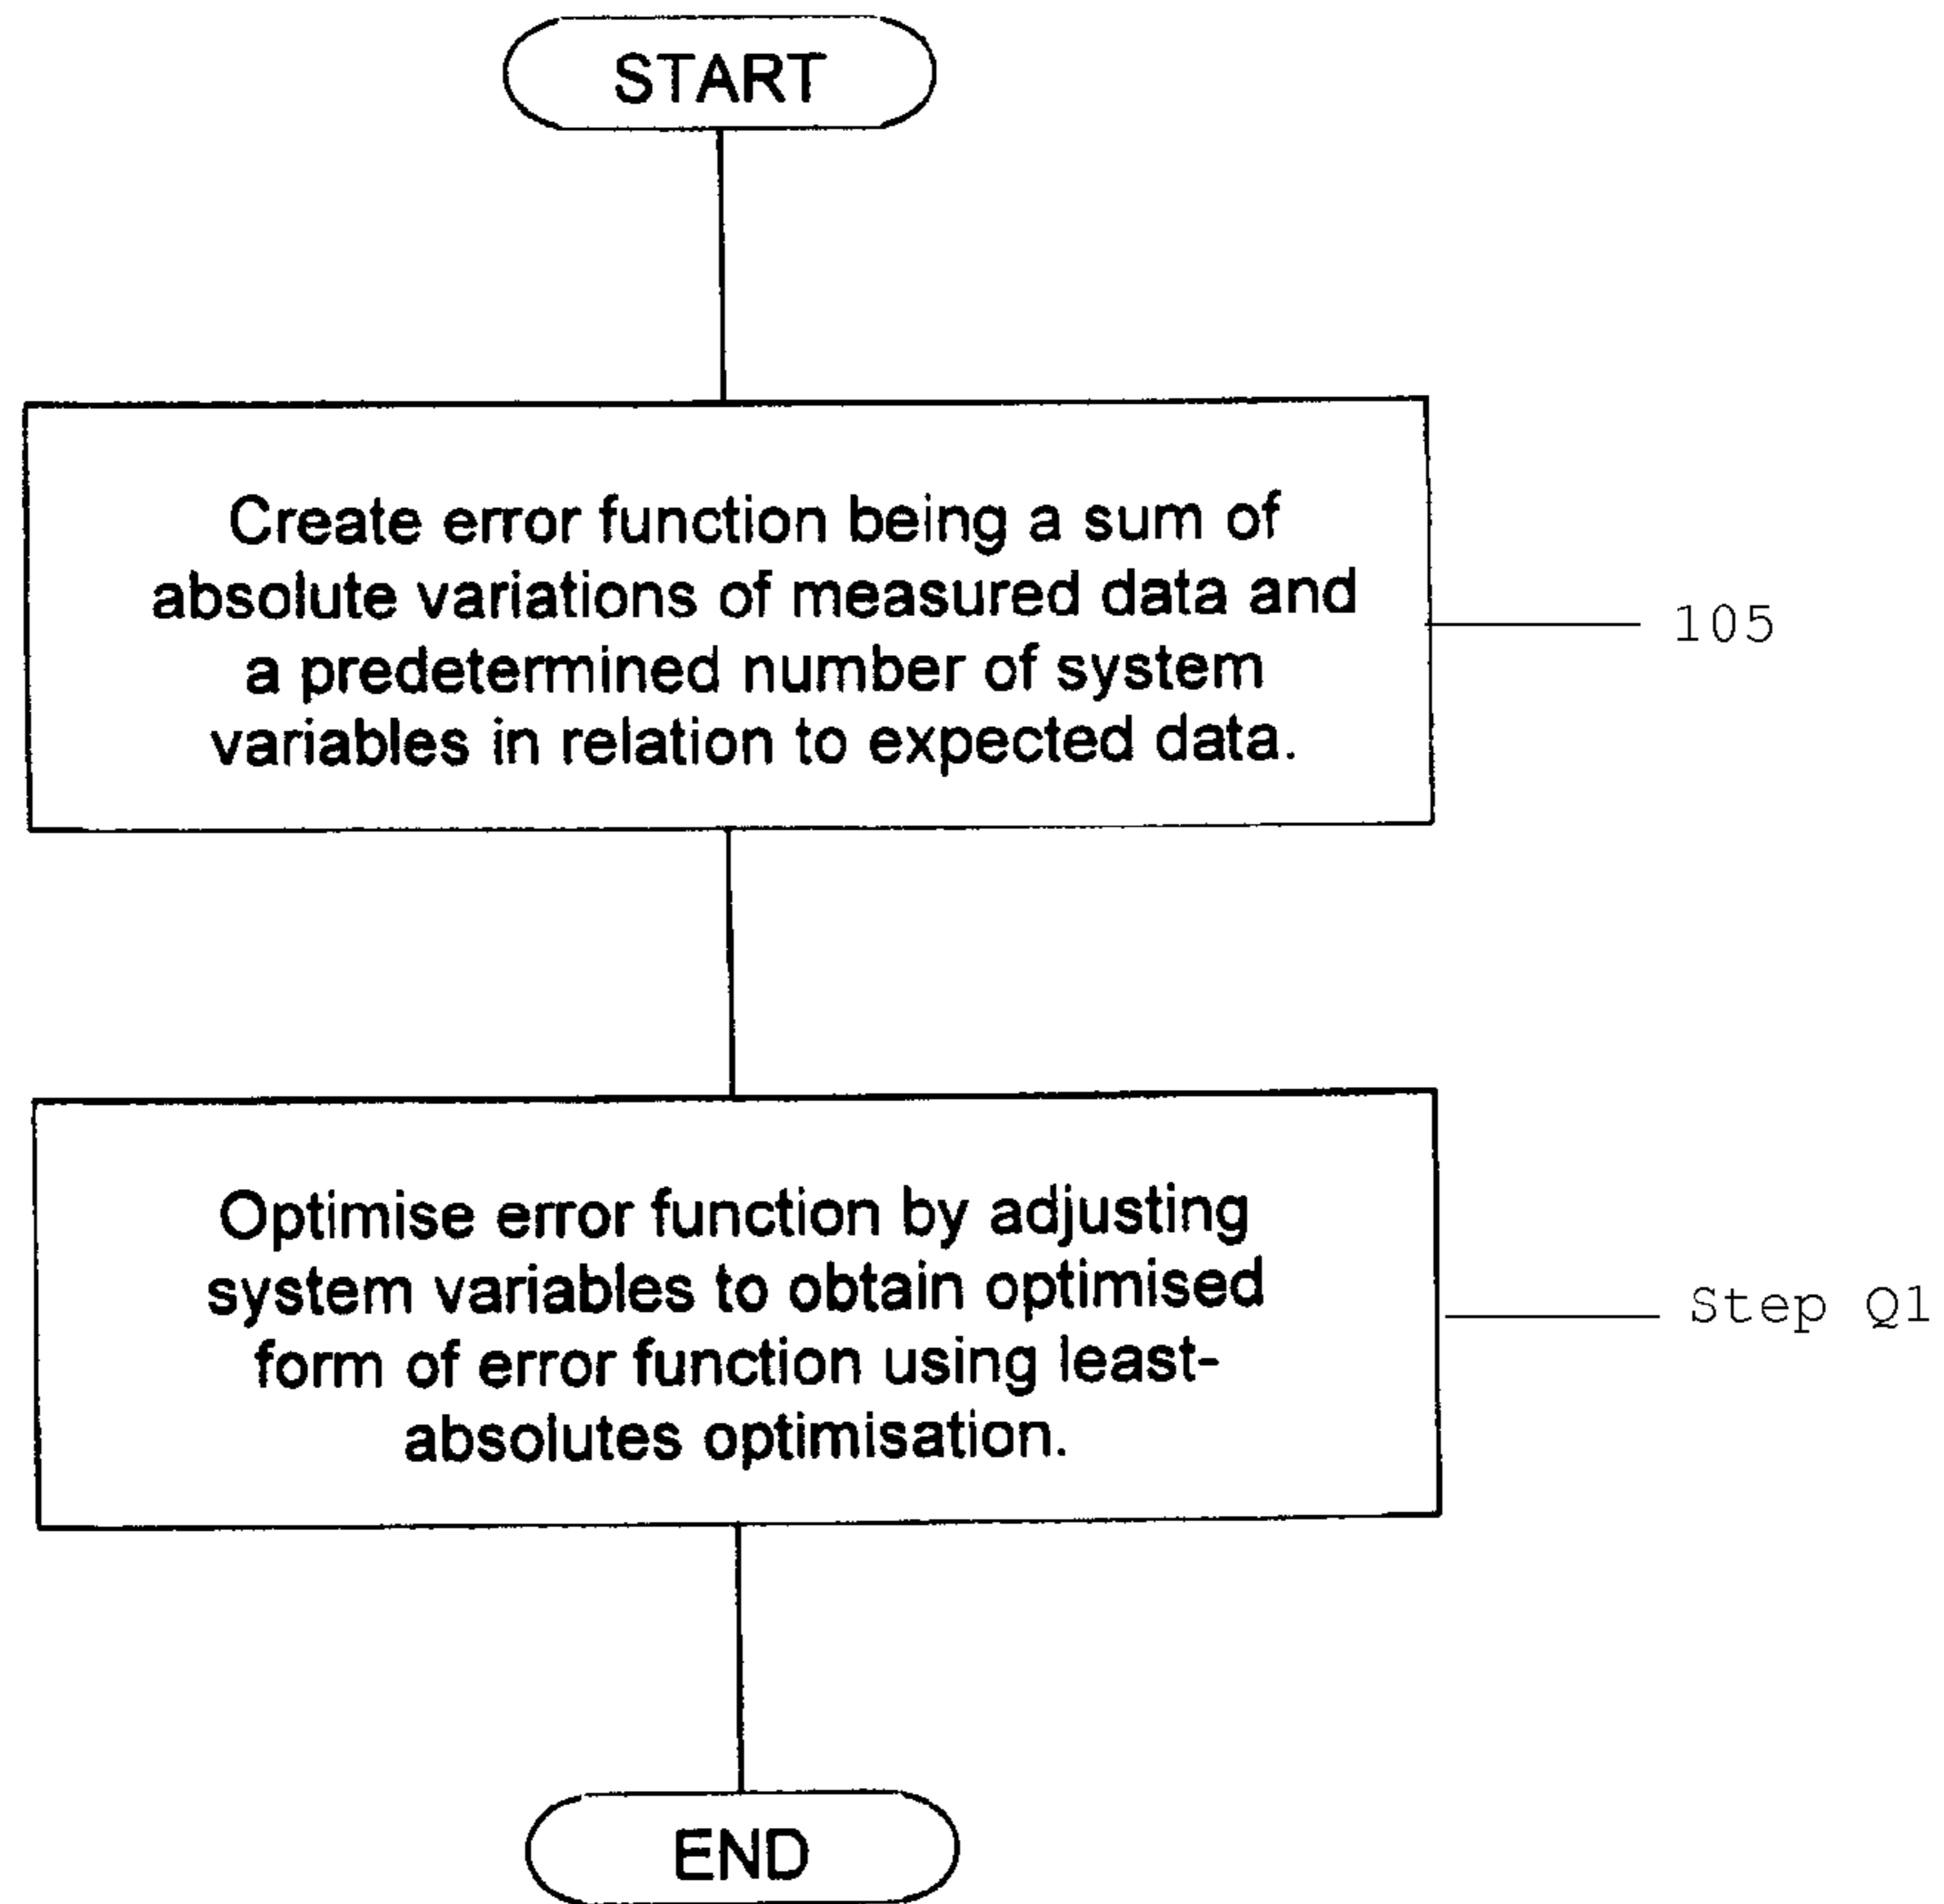 START
Create error function being a sum of
absolute variations of measured data and
a predetermined number of system
variables in relation to expected data.
105
Optimise error function by adjusting
system variables to obtain optimised
form of error function using least-
absolutes optimisation.
Step Q1
END